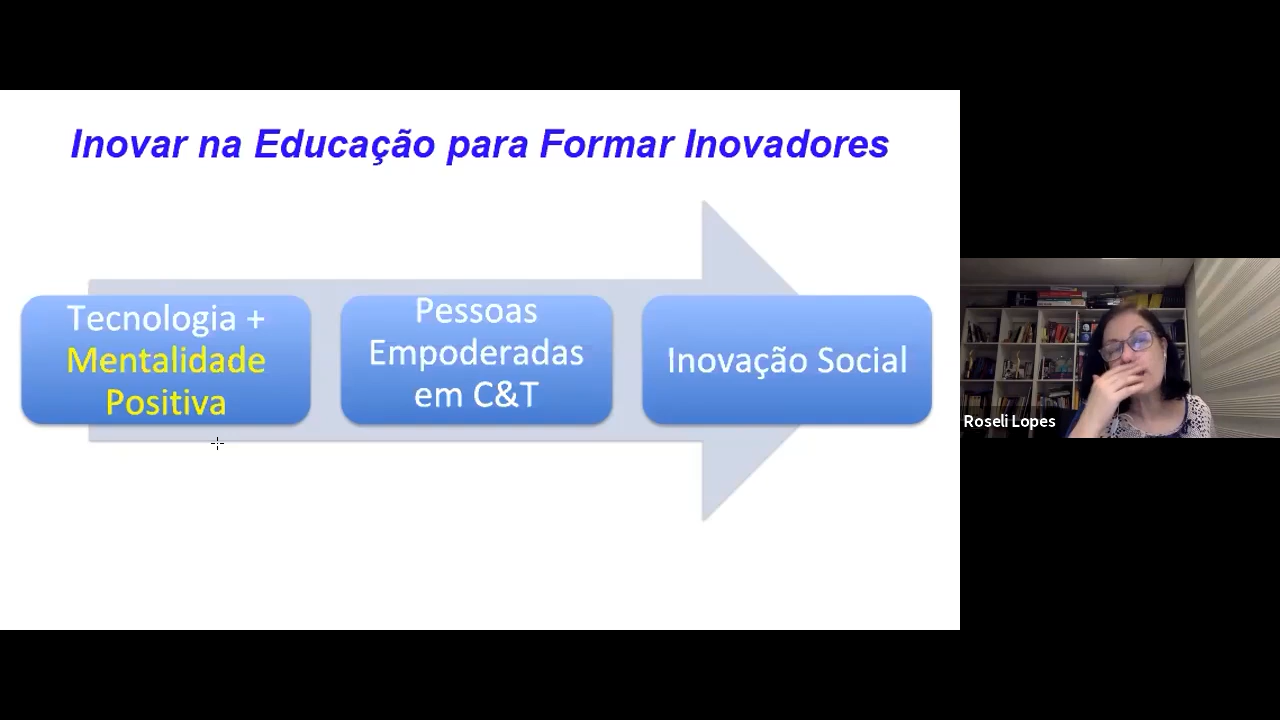 Inovar na Educação para Formar Inovadores
Tecnologia +
Mentalidade
Positiva
Pessoas
Empoderadas
em C&T
Inovação Social
Roseli Lopes